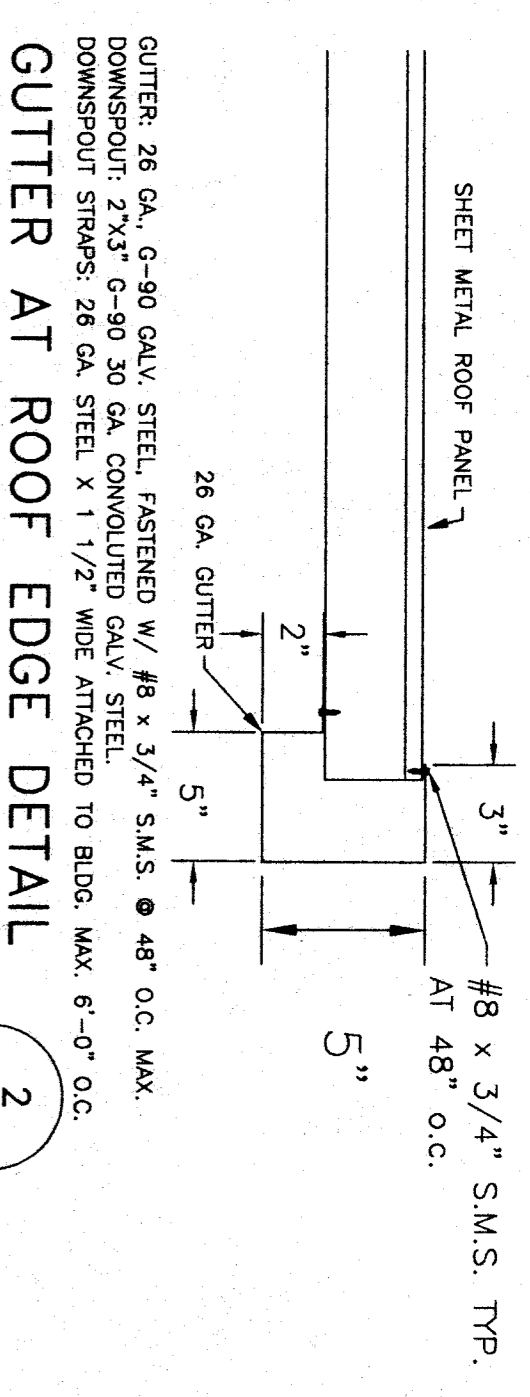 SHEET METAL ROOF PANEL
3"
#8 x 3/4" S.M.S. TYP.
AT 48" o.c.
2"
5"
26 GA. GUTTER
5"
GUTTER: 26 GA., G-90 GALV. STEEL, FASTENED W/ #8 x 3/4" S.M.S. @ 48" O.C. MAX.
DOWNSPOUT: 2"X3" G-90 30 GA. CONVOLUTED GALV. STEEL.
DOWNSPOUT STRAPS: 26 GA. STEEL X 1 1/2" WIDE ATTACHED TO BLDG. MAX. 6'-0" O.C.
GUTTER AT ROOF EDGE DETAIL
2